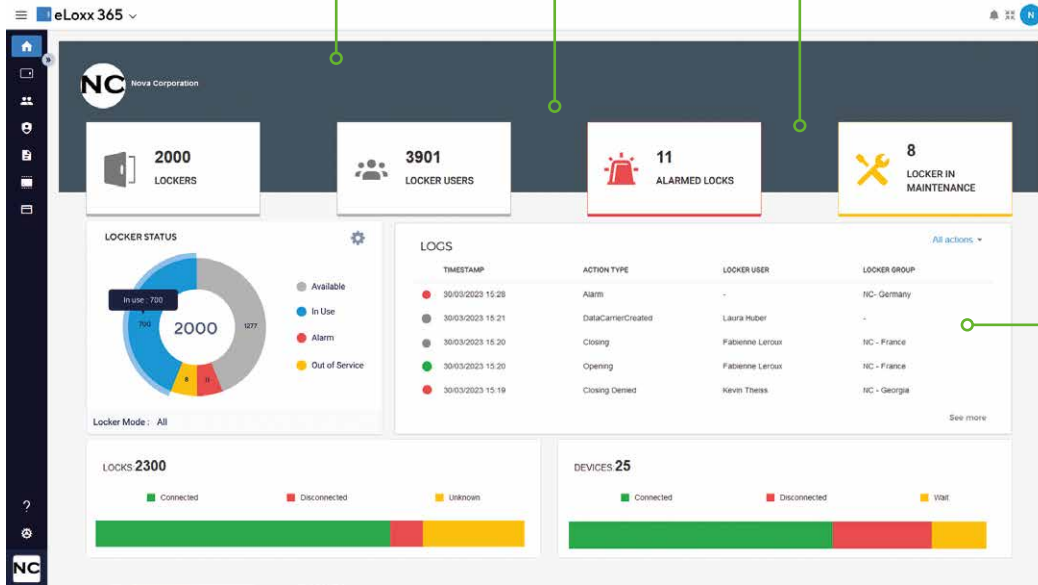 eLoxx 365
N
NC Nova Corporation
2000
LOCKERS
3901
LOCKER USERS
11
ALARMED LOCKS
8
LOCKER IN
MAINTENANCE
LOCKER STATUS
In use : 700
700
2000
1277
8
11
Available
In Use
Alarm
Out of Service
Locker Mode : All
LOGS
All actions
TIMESTAMP ACTION TYPE LOCKER USER LOCKER GROUP
30/03/2023 15:28 Alarm - NC- Germany
30/03/2023 15:21 DataCarrierCreated Laura Huber -
30/03/2023 15:20 Closing Fabienne Leroux NC - France
30/03/2023 15:20 Opening Fabienne Leroux NC - France
30/03/2023 15:19 Closing Denied Kevin Theiss NC - Georgia
See more
LOCKS 2300
Connected Disconnected Unknown
DEVICES 25
Connected Disconnected Wait
?
NC